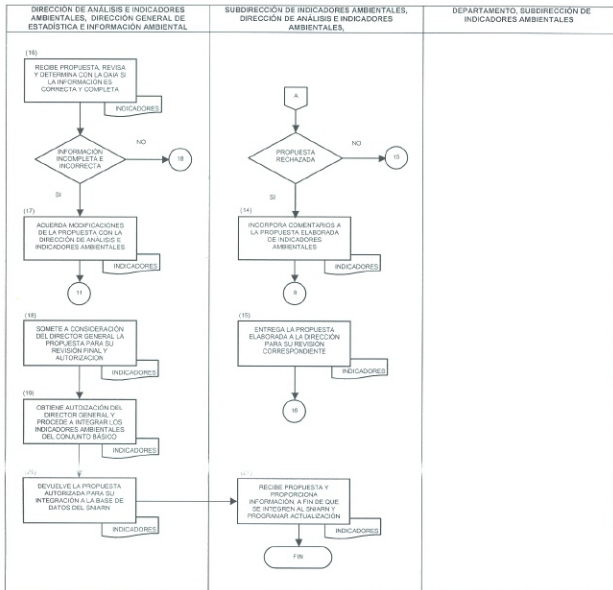 DIRECCIÓN DE ANÁLISIS E INDICADORES
AMBIENTALES, DIRECCIÓN GENERAL DE
ESTADÍSTICA E INFORMACIÓN AMBIENTAL
SUBDIRECCIÓN DE INDICADORES AMBIENTALES,
DIRECCIÓN DE ANÁLISIS E INDICADORES
AMBIENTALES,
DEPARTAMENTO, SUBDIRECCIÓN DE
INDICADORES AMBIENTALES
(16)
RECIBE PROPUESTA, REVISA
Y DETERMINA CON LA DAIA SI
LA INFORMACIÓN ES
CORRECTA Y COMPLETA
INDICADORES
INFORMACIÓN
INCOMPLETA E
INCORRECTA
NO
18
SI
(17)
ACUERDA MODIFICACIONES
DE LA PROPUESTA CON LA
DIRECCIÓN DE ANÁLISIS E
INDICADORES AMBIENTALES
INDICADORES
11
(18)
SOMETE A CONSIDERACIÓN
DEL DIRECTOR GENERAL LA
PROPUESTA PARA SU
REVISIÓN FINAL Y
AUTORIZACION
INDICADORES
(19)
OBTIENE AUTOIZACIÓN DEL
DIRECTOR GENERAL Y
PROCEDE A INTEGRAR LOS
INDICADORES AMBIENTALES
DEL CONJUNTO BÁSICO
INDICADORES
DEVUELVE LA PROPUESTA
AUTORIZADA PARA SU
INTEGRACIÓN A LA BASE DE
DATOS DEL SNIARN
INDICADORES
A
PROPUESTA
RECHAZADA
NO
SI
(14)
INCORPORA COMENTARIOS A
LA PROPUESTA ELABORADA
DE INDICADORES
AMBIENTALES
INDICADORES
(15)
ENTREGA LA PROPUESTA
ELABORADA A LA DIRECCIÓN
PARA SU REVISIÓN
CORRESPONDIENTE
INDICADORES
16
RECIBE PROPUESTA Y
PROPORCIONA
INFORMACIÓN, A FIN DE QUE
SE INTEGREN AL SNIARN Y
PROGRAMAR ACTUALIZACIÓN
INDICADORES
FIN